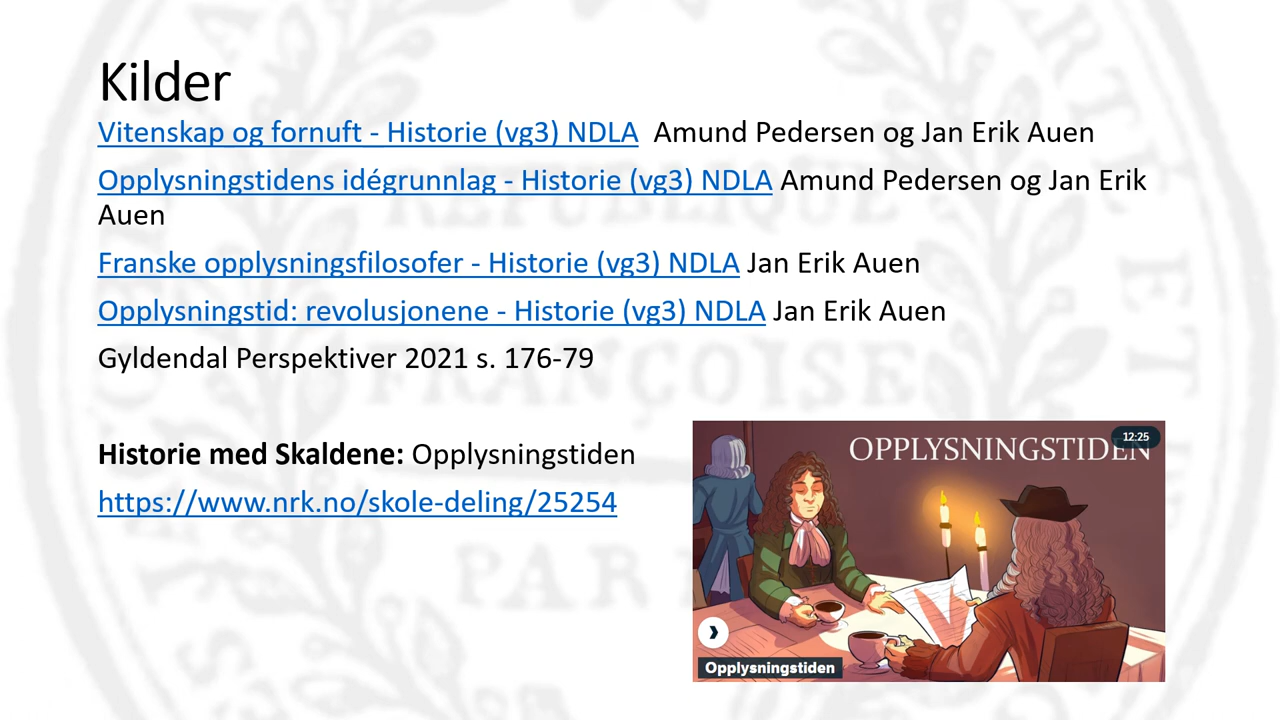 Kilder
Vitenskap og fornuft - Historie (vg3) NDLA  Amund Pedersen og Jan Erik Auen
Opplysningstidens idégrunnlag - Historie (vg3) NDLA Amund Pedersen og Jan Erik
Auen
Franske opplysningsfilosofer - Historie (vg3) NDLA Jan Erik Auen
Opplysningstid: revolusjonene - Historie (vg3) NDLA Jan Erik Auen
Gyldendal Perspektiver 2021 s. 176-79
Historie med Skaldene: Opplysningstiden
https://www.nrk.no/skole-deling/25254
12:25
OPPLYSNINGSTIDEN
Opplysningstiden
REPUBLIQUE
FRANÇOISE
PAR